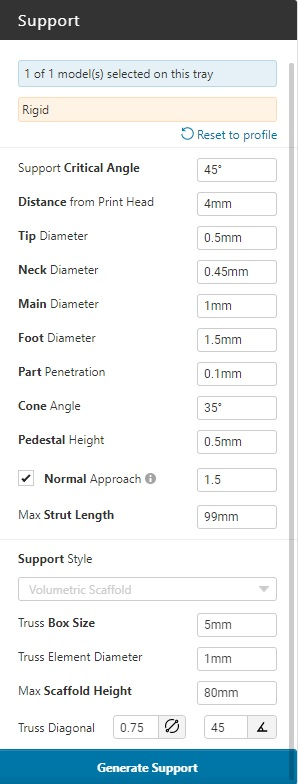 Support
1 of 1 model(s) selected on this tray
Rigid
Reset to profile
Support Critical Angle 45°
Distance from Print Head 4mm
Tip Diameter 0.5mm
Neck Diameter 0.45mm
Main Diameter 1mm
Foot Diameter 1.5mm
Part Penetration 0.1mm
Cone Angle 35°
Pedestal Height 0.5mm
Normal Approach 1.5
Max Strut Length 99mm
Support Style
Volumetric Scaffold
Truss Box Size 5mm
Truss Element Diameter 1mm
Max Scaffold Height 80mm
Truss Diagonal 0.75 45
Generate Support